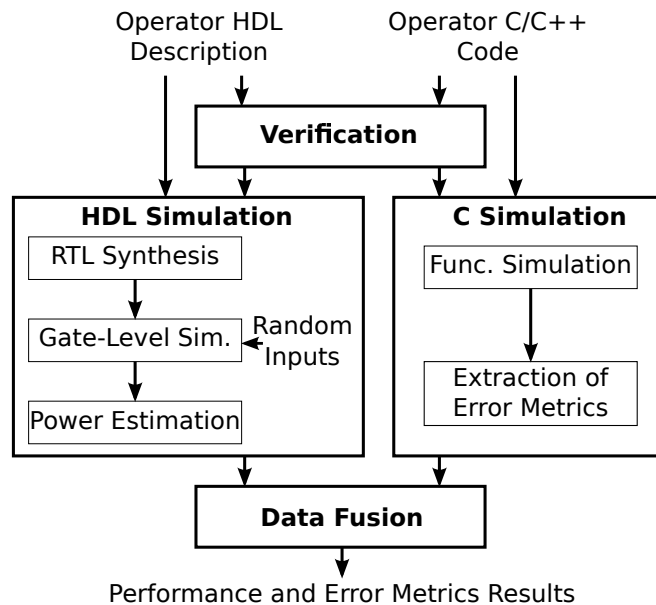 Operator HDL
Description
Operator C/C++
Code
Verification
HDL Simulation
RTL Synthesis
Gate-Level Sim.
Random
Inputs
Power Estimation
C Simulation
Func. Simulation
Extraction of
Error Metrics
Data Fusion
Performance and Error Metrics Results